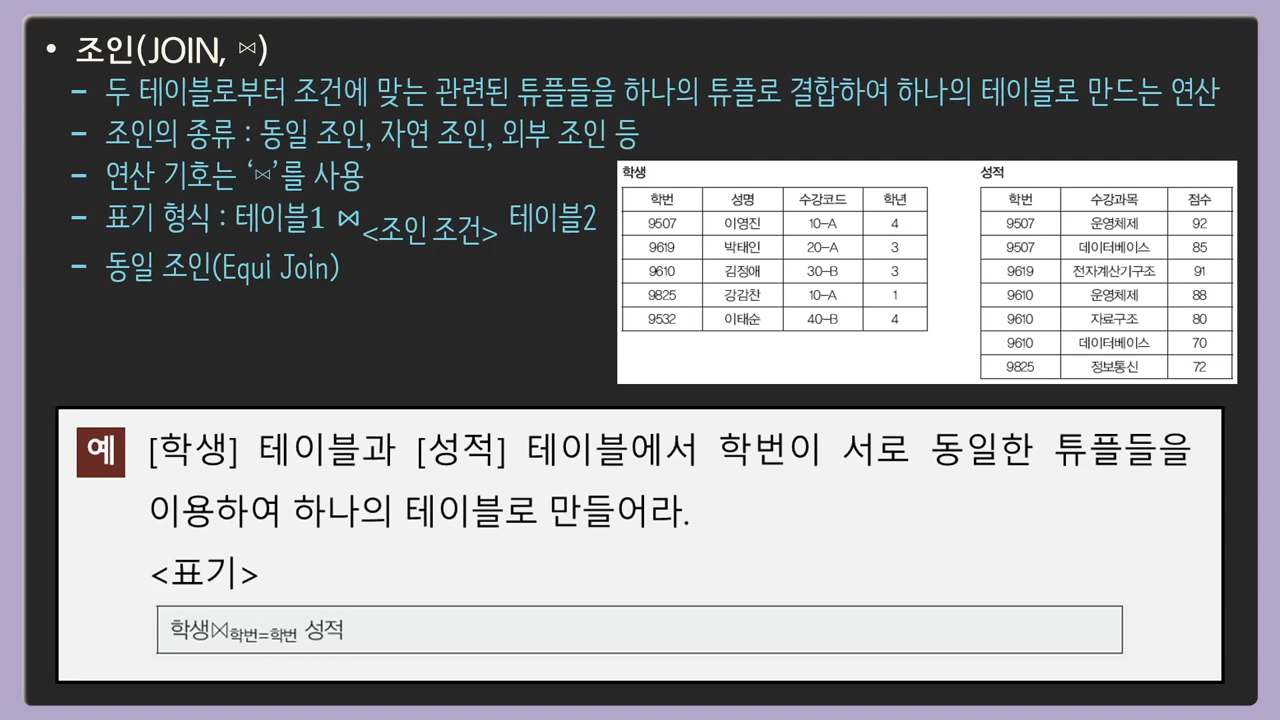 • 조인(JOIN, ⋈)
– 두 테이블로부터 조건에 맞는 관련된 튜플들을 하나의 튜플로 결합하여 하나의 테이블로 만드는 연산
– 조인의 종류 : 동일 조인, 자연 조인, 외부 조인 등
– 연산 기호는 ‘⋈’를 사용
– 표기 형식 : 테이블1 ⋈<조인 조건> 테이블2
– 동일 조인(Equi Join)
학생
학번 성명 수강코드 학년
9507 이영진 10-A 4
9619 박태인 20-A 3
9610 김정애 30-B 3
9825 강감찬 10-A 1
9532 이태순 40-B 4
성적
학번 수강과목 점수
9507 운영체제 92
9507 데이터베이스 85
9619 전자계산기구조 91
9610 운영체제 88
9610 자료구조 80
9610 데이터베이스 70
9825 정보통신 72
예 [학생] 테이블과 [성적] 테이블에서 학번이 서로 동일한 튜플들을
이용하여 하나의 테이블로 만들어라.
<표기>
학생⋈학번=학번 성적